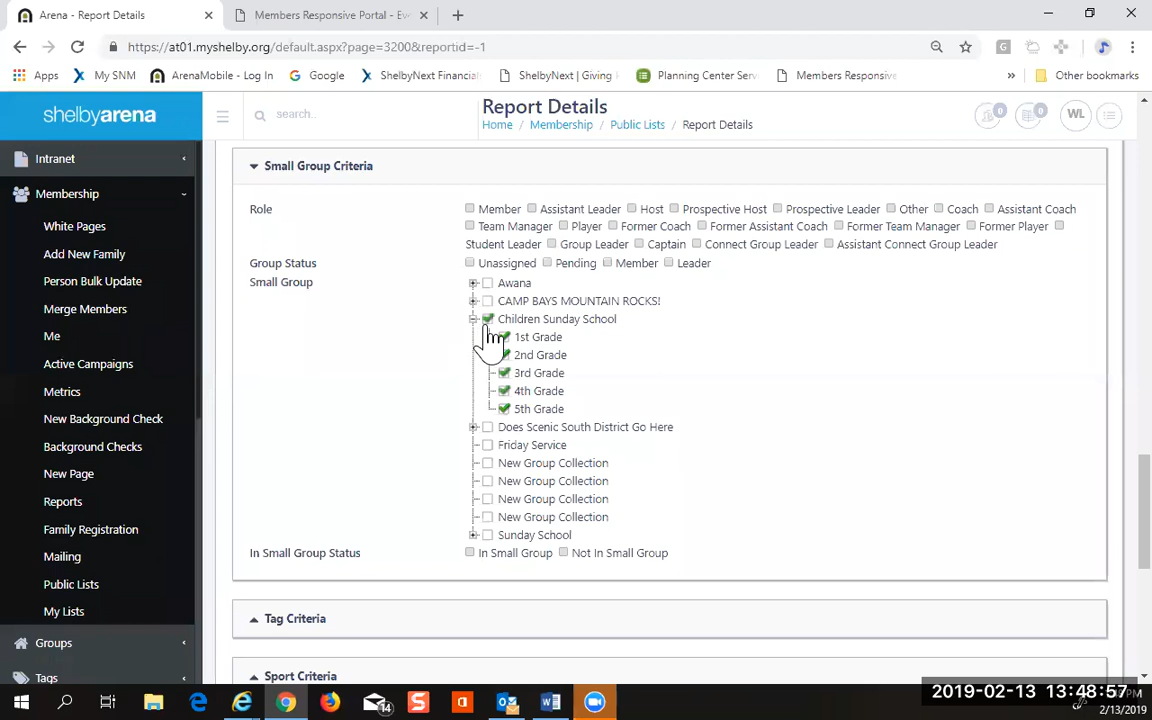 Arena - Report Details
Members Responsive Portal - Ev
https://at01.myshelby.org/default.aspx?page=3200&reportid=-1
Apps
My SNM
ArenaMobile - Log In
Google
ShelbyNext Financial
ShelbyNext | Giving
Planning Center Serv
Members Responsive
Other bookmarks
shelbyarena
search...
Report Details
Home / Membership / Public Lists / Report Details
0
0
WL
Intranet
Membership
White Pages
Add New Family
Person Bulk Update
Merge Members
Me
Active Campaigns
Metrics
New Background Check
Background Checks
New Page
Reports
Family Registration
Mailing
Public Lists
My Lists
Groups
Tags
Small Group Criteria
Role
Member Assistant Leader Host Prospective Host Prospective Leader Other Coach Assistant Coach
Team Manager Player Former Coach Former Assistant Coach Former Team Manager Former Player
Student Leader Group Leader Captain Connect Group Leader Assistant Connect Group Leader
Group Status
Unassigned Pending Member Leader
Small Group
Awana
CAMP BAYS MOUNTAIN ROCKS!
Children Sunday School
1st Grade
2nd Grade
3rd Grade
4th Grade
5th Grade
Does Scenic South District Go Here
Friday Service
New Group Collection
New Group Collection
New Group Collection
New Group Collection
Sunday School
In Small Group Status
In Small Group Not In Small Group
Tag Criteria
Sport Criteria
14
2019-02-13 13:48:57
2/13/2019